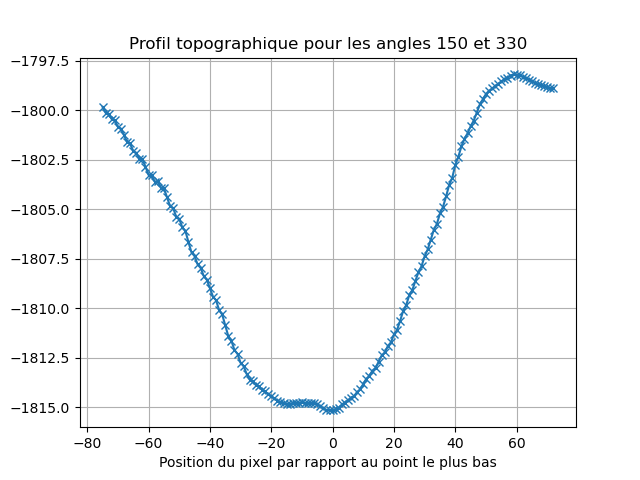 Profil topographique pour les angles 150 et 330
−1797.5
−1800.0
−1802.5
−1805.0
−1807.5
−1810.0
−1812.5
−1815.0
−80 −60 −40 −20 0 20 40 60
Position du pixel par rapport au point le plus bas